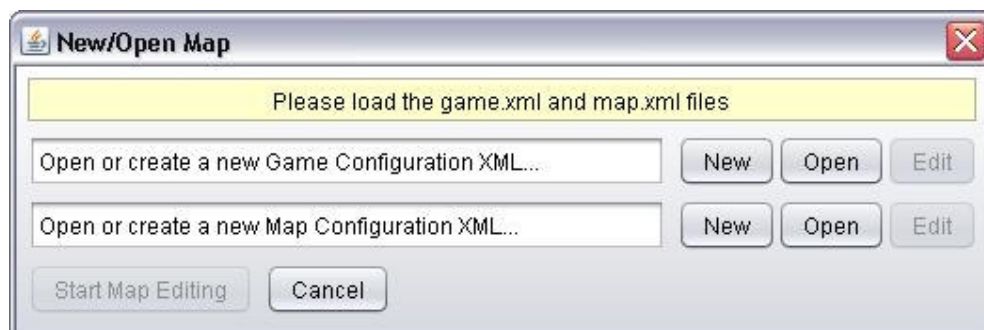 New/Open Map
Please load the game.xml and map.xml files
Open or create a new Game Configuration XML... New Open Edit
Open or create a new Map Configuration XML... New Open Edit
Start Map Editing Cancel